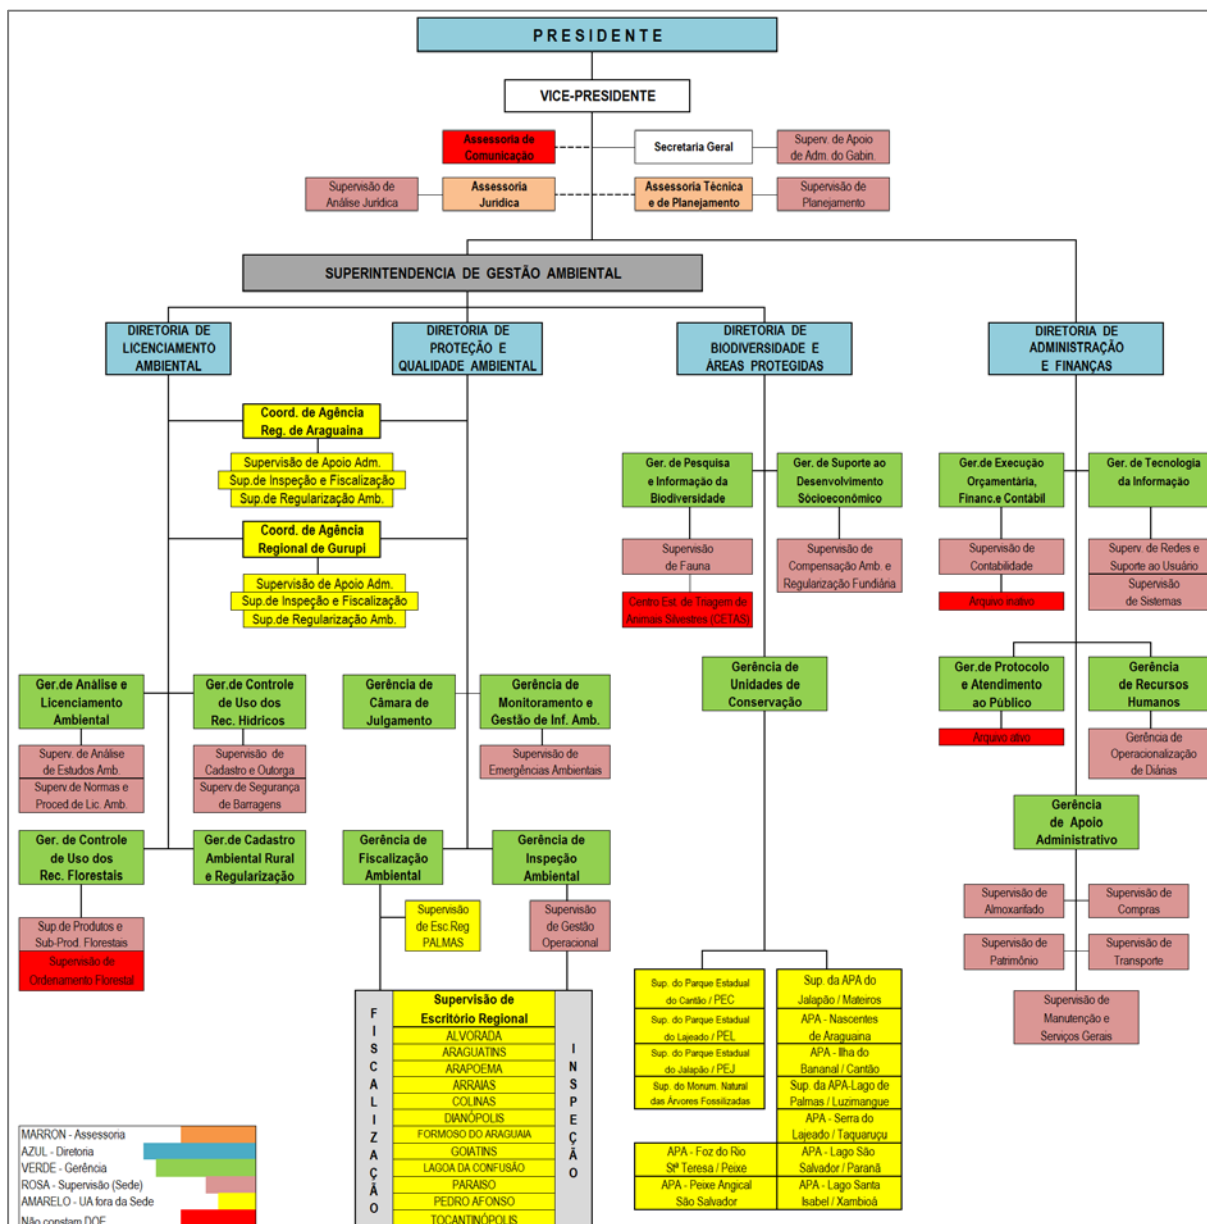 PRESIDENTE
VICE-PRESIDENTE
Assessoria de
Comunicação
Secretaria Geral
Superv. de Apoio
de Adm. do Gabin.
Supervisão de
Análise Jurídica
Assessoria
Jurídica
Assessoria Técnica
e de Planejamento
Supervisão de
Planejamento
SUPERINTENDENCIA DE GESTÃO AMBIENTAL
DIRETORIA DE
LICENCIAMENTO
AMBIENTAL
DIRETORIA DE
PROTEÇÃO E
QUALIDADE AMBIENTAL
DIRETORIA DE
BIODIVERSIDADE E
ÁREAS PROTEGIDAS
DIRETORIA DE
ADMINISTRAÇÃO
E FINANÇAS
Coord. de Agência
Reg. de Araguaina
Supervisão de Apoio Adm.
Sup.de Inspeção e Fiscalização
Sup.de Regularização Amb.
Coord. de Agência
Regional de Gurupi
Supervisão de Apoio Adm.
Sup.de Inspeção e Fiscalização
Sup.de Regularização Amb.
Ger. de Pesquisa
e Informação da
Biodiversidade
Ger. de Suporte ao
Desenvolvimento
Sócioeconômico
Supervisão
de Fauna
Centro Est. de Triagem de
Animais Silvestres (CETAS)
Supervisão de
Compensação Amb. e
Regularização Fundiária
Ger.de Execução
Orçamentária,
Financ.e Contábil
Ger. de Tecnologia
da Informação
Supervisão de
Contabilidade
Arquivo inativo
Superv. de Redes e
Suporte ao Usuário
Supervisão
de Sistemas
Ger.de Análise e
Licenciamento
Ambiental
Ger.de Controle
de Uso dos
Rec. Hídricos
Gerência de
Câmara de
Julgamento
Gerência de
Monitoramento e
Gestão de Inf. Amb.
Gerência de
Unidades de
Conservação
Ger.de Protocolo
e Atendimento
ao Público
Gerência
de Recursos
Humanos
Arquivo ativo
Gerência de
Operacionalização
de Diárias
Superv. de Análise
de Estudos Amb.
Superv.de Normas e
Proced.de Lic. Amb.
Supervisão de
Cadastro e Outorga
Superv.de Segurança
de Barragens
Supervisão de
Emergências Ambientais
Gerência
de Apoio
Administrativo
Ger. de Controle
de Uso dos
Rec. Florestais
Ger.de Cadastro
Ambiental Rural
e Regularização
Gerência de
Fiscalização
Ambiental
Gerência de
Inspeção
Ambiental
Sup.de Produtos e
Sub-Prod. Florestais
Supervisão de
Ordenamento Florestal
Supervisão
de Esc.Reg
PALMAS
Supervisão
de Gestão
Operacional
Supervisão de
Almoxarifado
Supervisão de
Compras
Supervisão de
Patrimônio
Supervisão de
Transporte
Supervisão de
Manutenção e
Serviços Gerais
FISCALIZAÇÃO
Supervisão de
Escritório Regional
ALVORADA
ARAGUATINS
ARAPOEMA
ARRAIAS
COLINAS
DIANÓPOLIS
FORMOSO DO ARAGUAIA
GOIATINS
LAGOA DA CONFUSÃO
PARAISO
PEDRO AFONSO
TOCANTINÓPOLIS
INSPEÇÃO
Sup. do Parque Estadual
do Cantão / PEC
Sup. do Parque Estadual
do Lajeado / PEL
Sup. do Parque Estadual
do Jalapão / PEJ
Sup. do Monum. Natural
das Árvores Fossilizadas
Sup. da APA do
Jalapão / Mateiros
APA - Nascentes
de Araguaina
APA - Ilha do
Bananal / Cantão
Sup. da APA-Lago de
Palmas / Luzimangue
APA - Serra do
Lajeado / Taquaruçu
APA - Foz do Rio
Stª Teresa / Peixe
APA - Lago São
Salvador / Paranã
APA - Peixe Angical
São Salvador
APA - Lago Santa
Isabel / Xambioá
MARRON - Assessoria
AZUL - Diretoria
VERDE - Gerência
ROSA - Supervisão (Sede)
AMARELO - UA fora da Sede
Não constam DOE